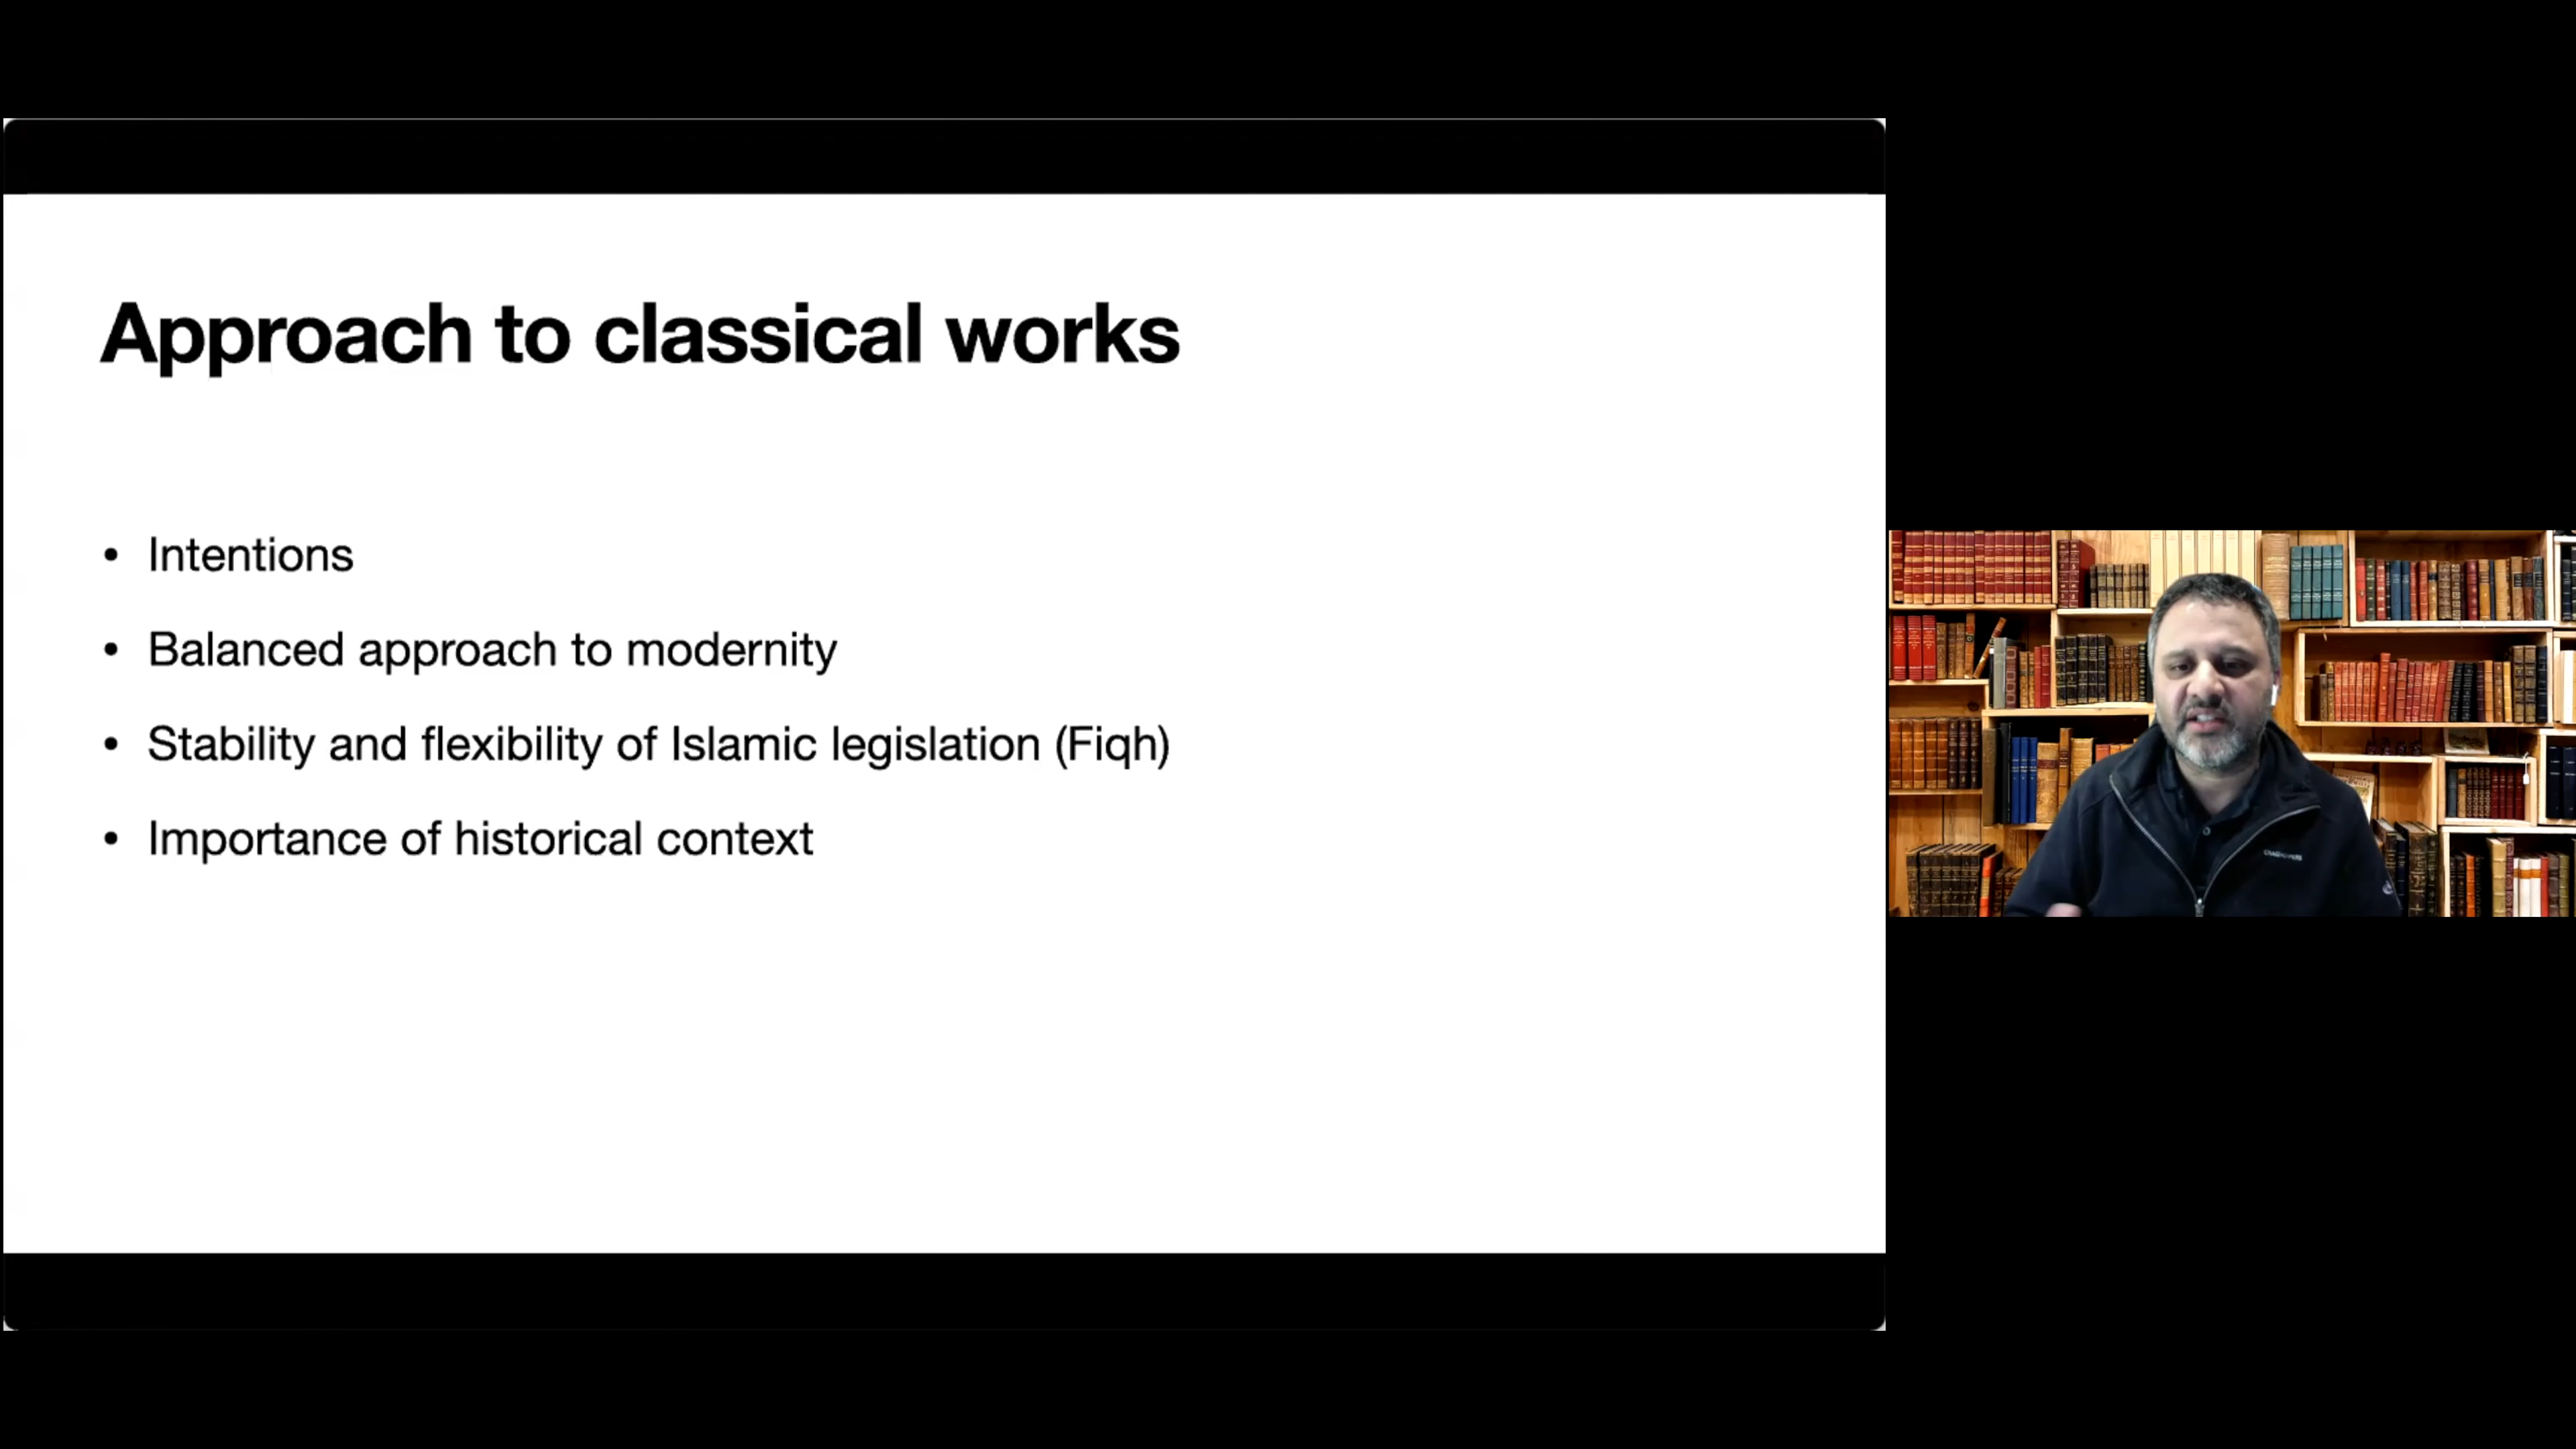 Approach to classical works
• Intentions
• Balanced approach to modernity
• Stability and flexibility of Islamic legislation (Fiqh)
• Importance of historical context